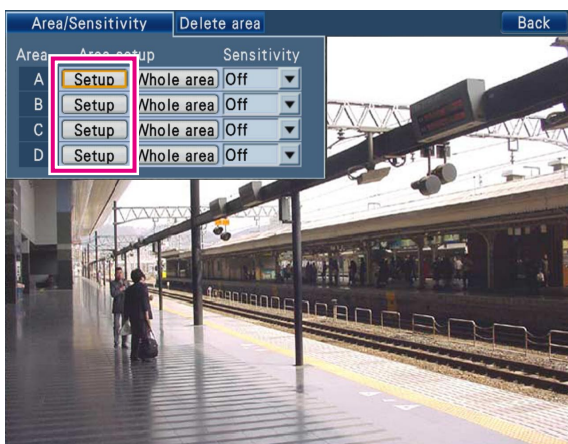 Area/Sensitivity Delete area Back
Area Area setup Sensitivity
A Setup Whole area Off
B Setup Whole area Off
C Setup Whole area Off
D Setup Whole area Off